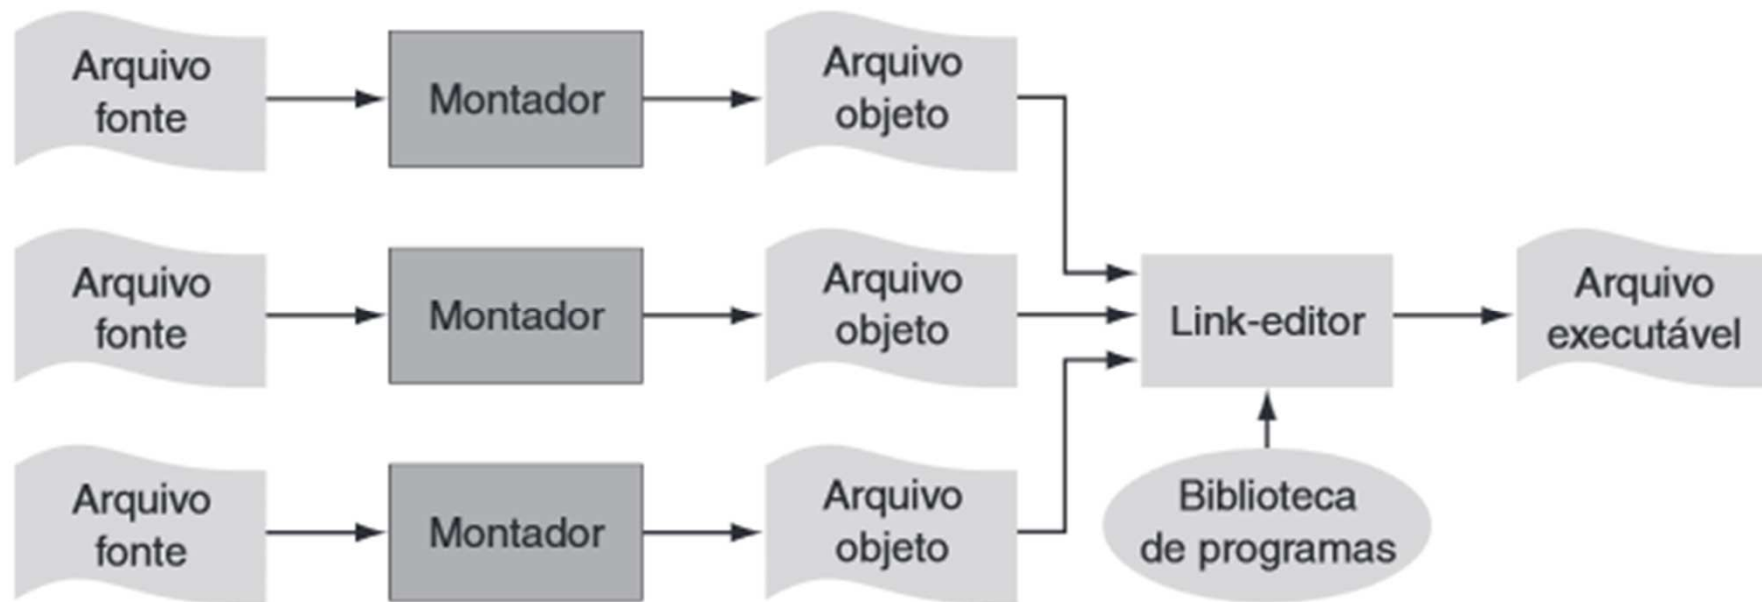 Arquivo
fonte
Montador
Arquivo
objeto
Arquivo
fonte
Montador
Arquivo
objeto
Link-editor
Arquivo
executável
Arquivo
fonte
Montador
Arquivo
objeto
Biblioteca
de programas